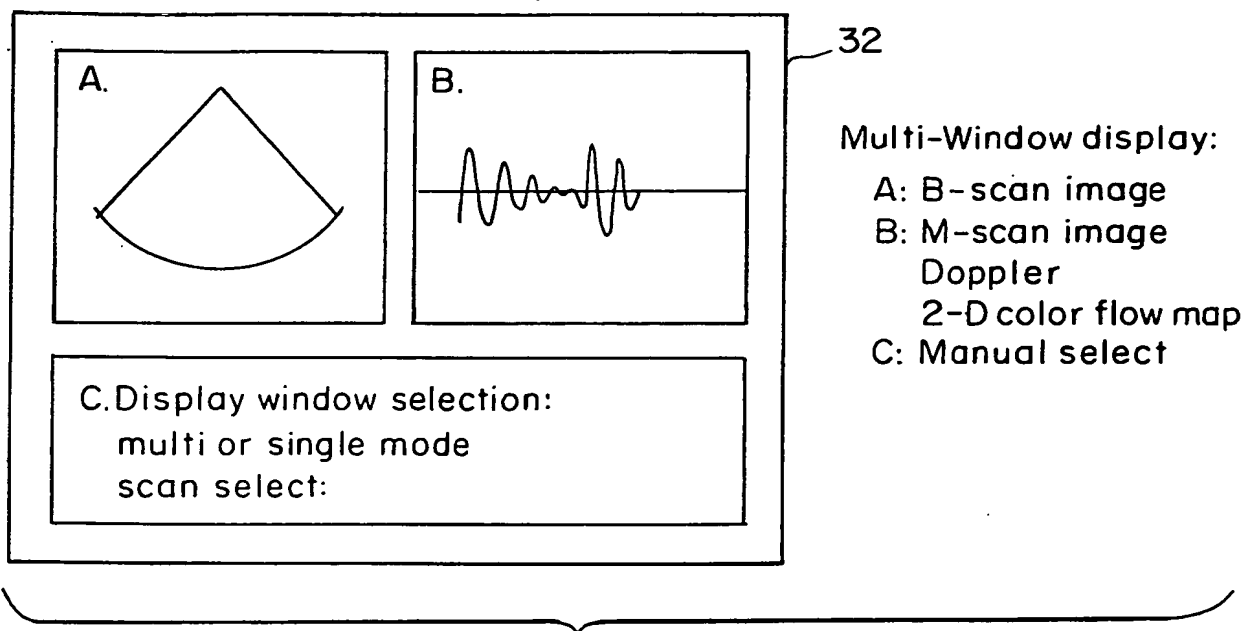 A.
B.
32
C.Display window selection:
multi or single mode
scan select:
Multi-Window display:
A: B-scan image
B: M-scan image
Doppler
2-D color flow map
C: Manual select